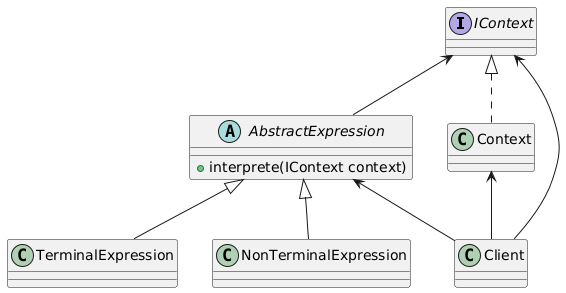 I IContext
A AbstractExpression
interprete(IContext context)
C Context
C TerminalExpression
C NonTerminalExpression
C Client